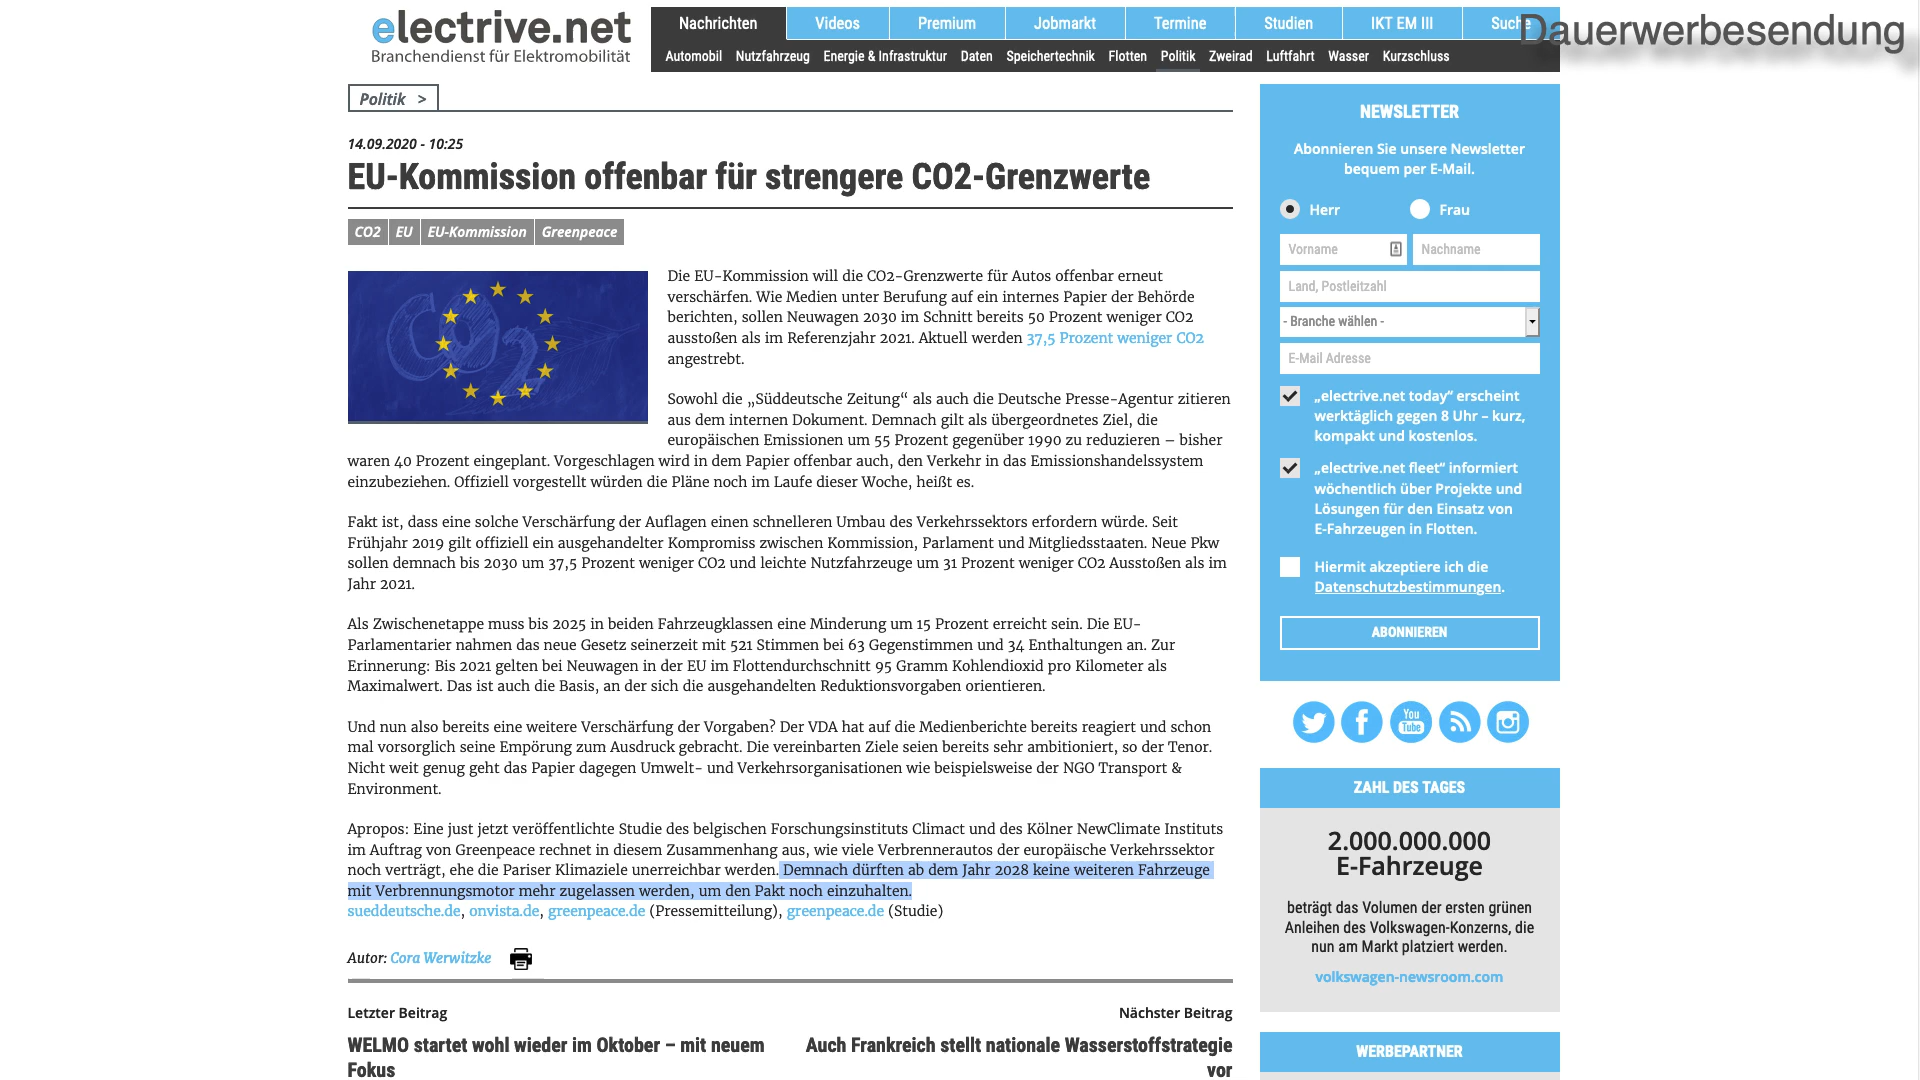 electrive.net
Branchendienst für Elektromobilität
Nachrichten Videos Premium Jobmarkt Termine Studien IKT EM III Suche
Dauerwerbesendung
Automobil Nutzfahrzeug Energie & Infrastruktur Daten Speichertechnik Flotten Politik Zweirad Luftfahrt Wasser Kurzschluss
Politik >
14.09.2020 - 10:25
EU-Kommission offenbar für strengere CO2-Grenzwerte
CO2 EU EU-Kommission Greenpeace
CO2
Die EU-Kommission will die CO2-Grenzwerte für Autos offenbar erneut
verschärfen. Wie Medien unter Berufung auf ein internes Papier der Behörde
berichten, sollen Neuwagen 2030 im Schnitt bereits 50 Prozent weniger CO2
ausstoßen als im Referenzjahr 2021. Aktuell werden 37,5 Prozent weniger CO2
angestrebt.
Sowohl die „Süddeutsche Zeitung“ als auch die Deutsche Presse-Agentur zitieren
aus dem internen Dokument. Demnach gilt als übergeordnetes Ziel, die
europäischen Emissionen um 55 Prozent gegenüber 1990 zu reduzieren – bisher
waren 40 Prozent eingeplant. Vorgeschlagen wird in dem Papier offenbar auch, den Verkehr in das Emissionshandelssystem
einzubeziehen. Offiziell vorgestellt würden die Pläne noch im Laufe dieser Woche, heißt es.
Fakt ist, dass eine solche Verschärfung der Auflagen einen schnelleren Umbau des Verkehrssektors erfordern würde. Seit
Frühjahr 2019 gilt offiziell ein ausgehandelter Kompromiss zwischen Kommission, Parlament und Mitgliedsstaaten. Neue Pkw
sollen demnach bis 2030 um 37,5 Prozent weniger CO2 und leichte Nutzfahrzeuge um 31 Prozent weniger CO2 Ausstoßen als im
Jahr 2021.
Als Zwischenetappe muss bis 2025 in beiden Fahrzeugklassen eine Minderung um 15 Prozent erreicht sein. Die EU-
Parlamentarier nahmen das neue Gesetz seinerzeit mit 521 Stimmen bei 63 Gegenstimmen und 34 Enthaltungen an. Zur
Erinnerung: Bis 2021 gelten bei Neuwagen in der EU im Flottendurchschnitt 95 Gramm Kohlendioxid pro Kilometer als
Maximalwert. Das ist auch die Basis, an der sich die ausgehandelten Reduktionsvorgaben orientieren.
Und nun also bereits eine weitere Verschärfung der Vorgaben? Der VDA hat auf die Medienberichte bereits reagiert und schon
mal vorsorglich seine Empörung zum Ausdruck gebracht. Die vereinbarten Ziele seien bereits sehr ambitioniert, so der Tenor.
Nicht weit genug geht das Papier dagegen Umwelt- und Verkehrsorganisationen wie beispielsweise der NGO Transport &
Environment.
Apropos: Eine just jetzt veröffentlichte Studie des belgischen Forschungsinstituts Climact und des Kölner NewClimate Instituts
im Auftrag von Greenpeace rechnet in diesem Zusammenhang aus, wie viele Verbrennerautos der europäische Verkehrssektor
noch verträgt, ehe die Pariser Klimaziele unerreichbar werden. Demnach dürften ab dem Jahr 2028 keine weiteren Fahrzeuge
mit Verbrennungsmotor mehr zugelassen werden, um den Pakt noch einzuhalten.
sueddeutsche.de, onvista.de, greenpeace.de (Pressemitteilung), greenpeace.de (Studie)
Autor: Cora Werwitzke
Letzter Beitrag
WELMO startet wohl wieder im Oktober – mit neuem
Fokus
Nächster Beitrag
Auch Frankreich stellt nationale Wasserstoffstrategie
vor
NEWSLETTER
Abonnieren Sie unsere Newsletter
bequem per E-Mail.
Herr Frau
Vorname Nachname
Land, Postleitzahl
- Branche wählen -
E-Mail Adresse
„electrive.net today“ erscheint
werktäglich gegen 8 Uhr – kurz,
kompakt und kostenlos.
„electrive.net fleet“ informiert
wöchentlich über Projekte und
Lösungen für den Einsatz von
E-Fahrzeugen in Flotten.
Hiermit akzeptiere ich die
Datenschutzbestimmungen.
ABONNIEREN
You
Tube
ZAHL DES TAGES
2.000.000.000
E-Fahrzeuge
beträgt das Volumen der ersten grünen
Anleihen des Volkswagen-Konzerns, die
nun am Markt platziert werden.
volkswagen-newsroom.com
WERBEPARTNER